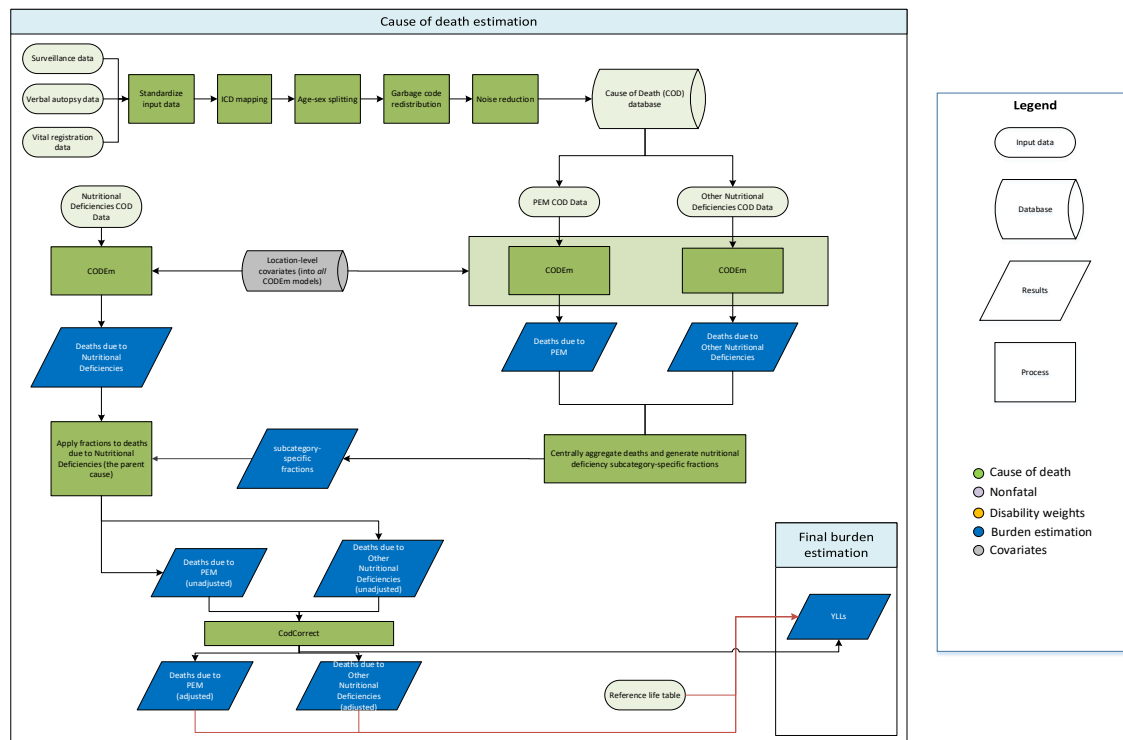 Cause of death estimation
Surveillance data
Verbal autopsy data
Vital registration
data
Standardize
input data
ICD mapping
Age-sex splitting
Garbage code
redistribution
Noise reduction
Cause of Death (COD)
database
Nutritional
Deficiencies COD
Data
PEM COD Data
Other Nutritional
Deficiencies COD Data
CODEm
Location-level
covariates (into all
CODEm models)
CODEm
CODEm
Deaths due to
Nutritional
Deficiencies
Deaths due to
PEM
Deaths due to
Other Nutritional
Deficiencies
Apply fractions to deaths
due to Nutritional
Deficiencies (the parent
cause)
subcategory-
specific
fractions
Centrally aggregate deaths and generate nutritional
deficiency subcategory-specific fractions
Deaths due to
PEM
(unadjusted)
Deaths due to
Other
Nutritional
Deficiencies
(unadjusted)
CodCorrect
Deaths due to
PEM
(adjusted)
Deaths due to
Other
Nutritional
Deficiencies
(adjusted)
Reference life table
Final burden
estimation
YLLs
Legend
Input data
Database
Results
Process
Cause of death
Nonfatal
Disability weights
Burden estimation
Covariates